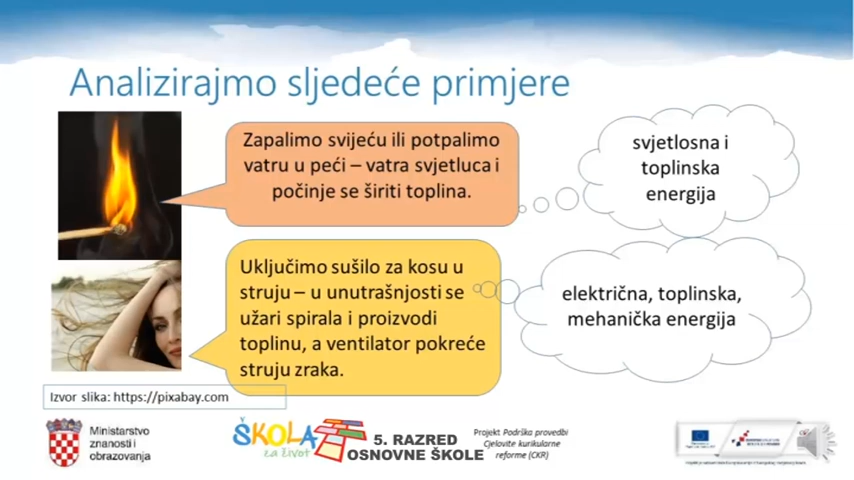 Analizirajmo sljedeće primjere
Zapalimo svijeću ili potpalimo
vatru u peći – vatra svjetluca i
počinje se širiti toplina.
svjetlosna i
toplinska
energija
Uključimo sušilo za kosu u
struju – u unutrašnjosti se
užari spirala i proizvodi
toplinu, a ventilator pokreće
struju zraka.
električna, toplinska,
mehanička energija
Izvor slika: https://pixabay.com
Ministarstvo
znanosti i
obrazovanja
ŠKOLA
za život
5. RAZRED
OSNOVNE ŠKOLE
Projekt Podrška provedbi
Cjelovite kurikularne
reforme (CKR)